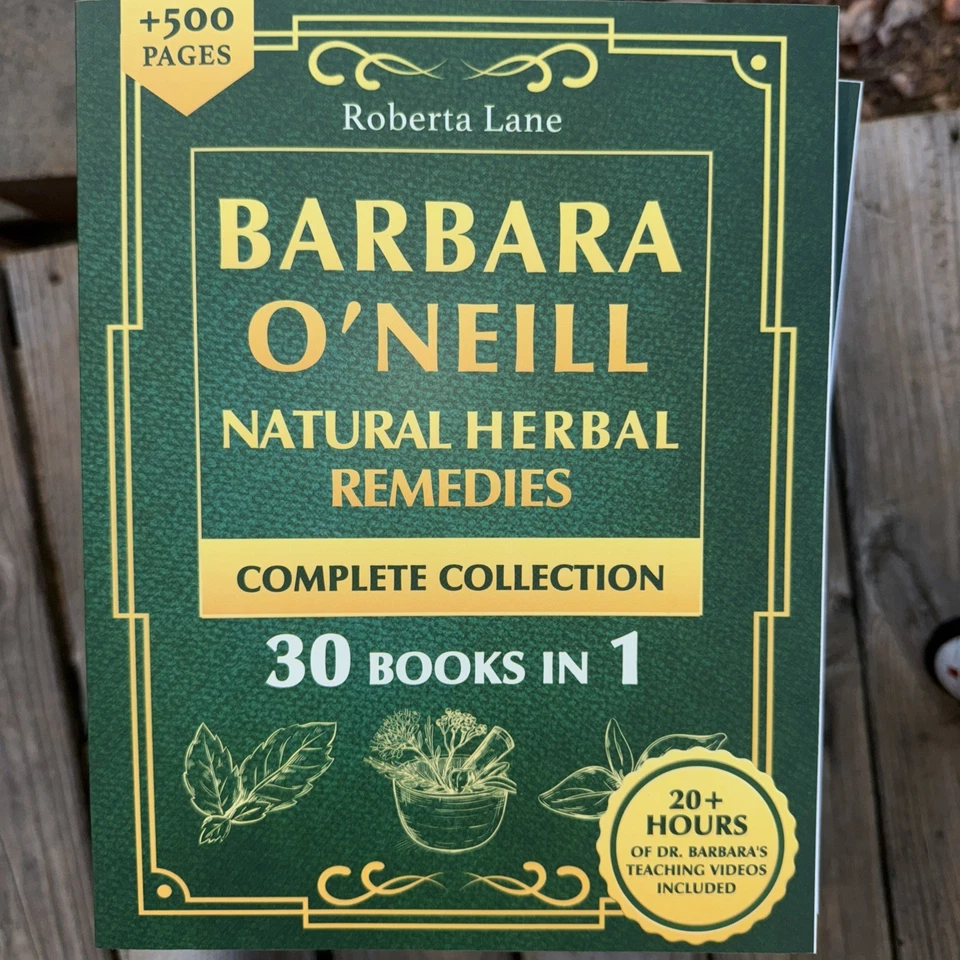 +500
PAGES
Roberta Lane
BARBARA
O'NEILL
NATURAL HERBAL
REMEDIES
COMPLETE COLLECTION
30 BOOKS IN 1
20+
HOURS
OF DR. BARBARA'S
TEACHING VIDEOS
INCLUDED